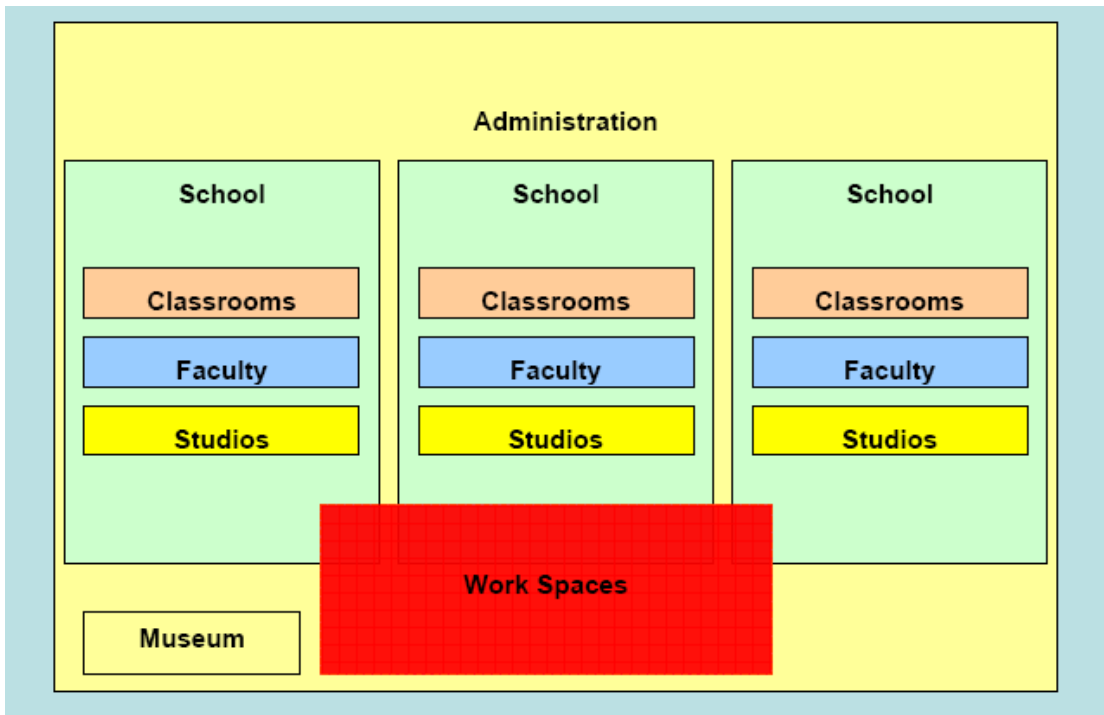 Administration
School
School
School
Classrooms
Classrooms
Classrooms
Faculty
Faculty
Faculty
Studios
Studios
Studios
Work Spaces
Museum